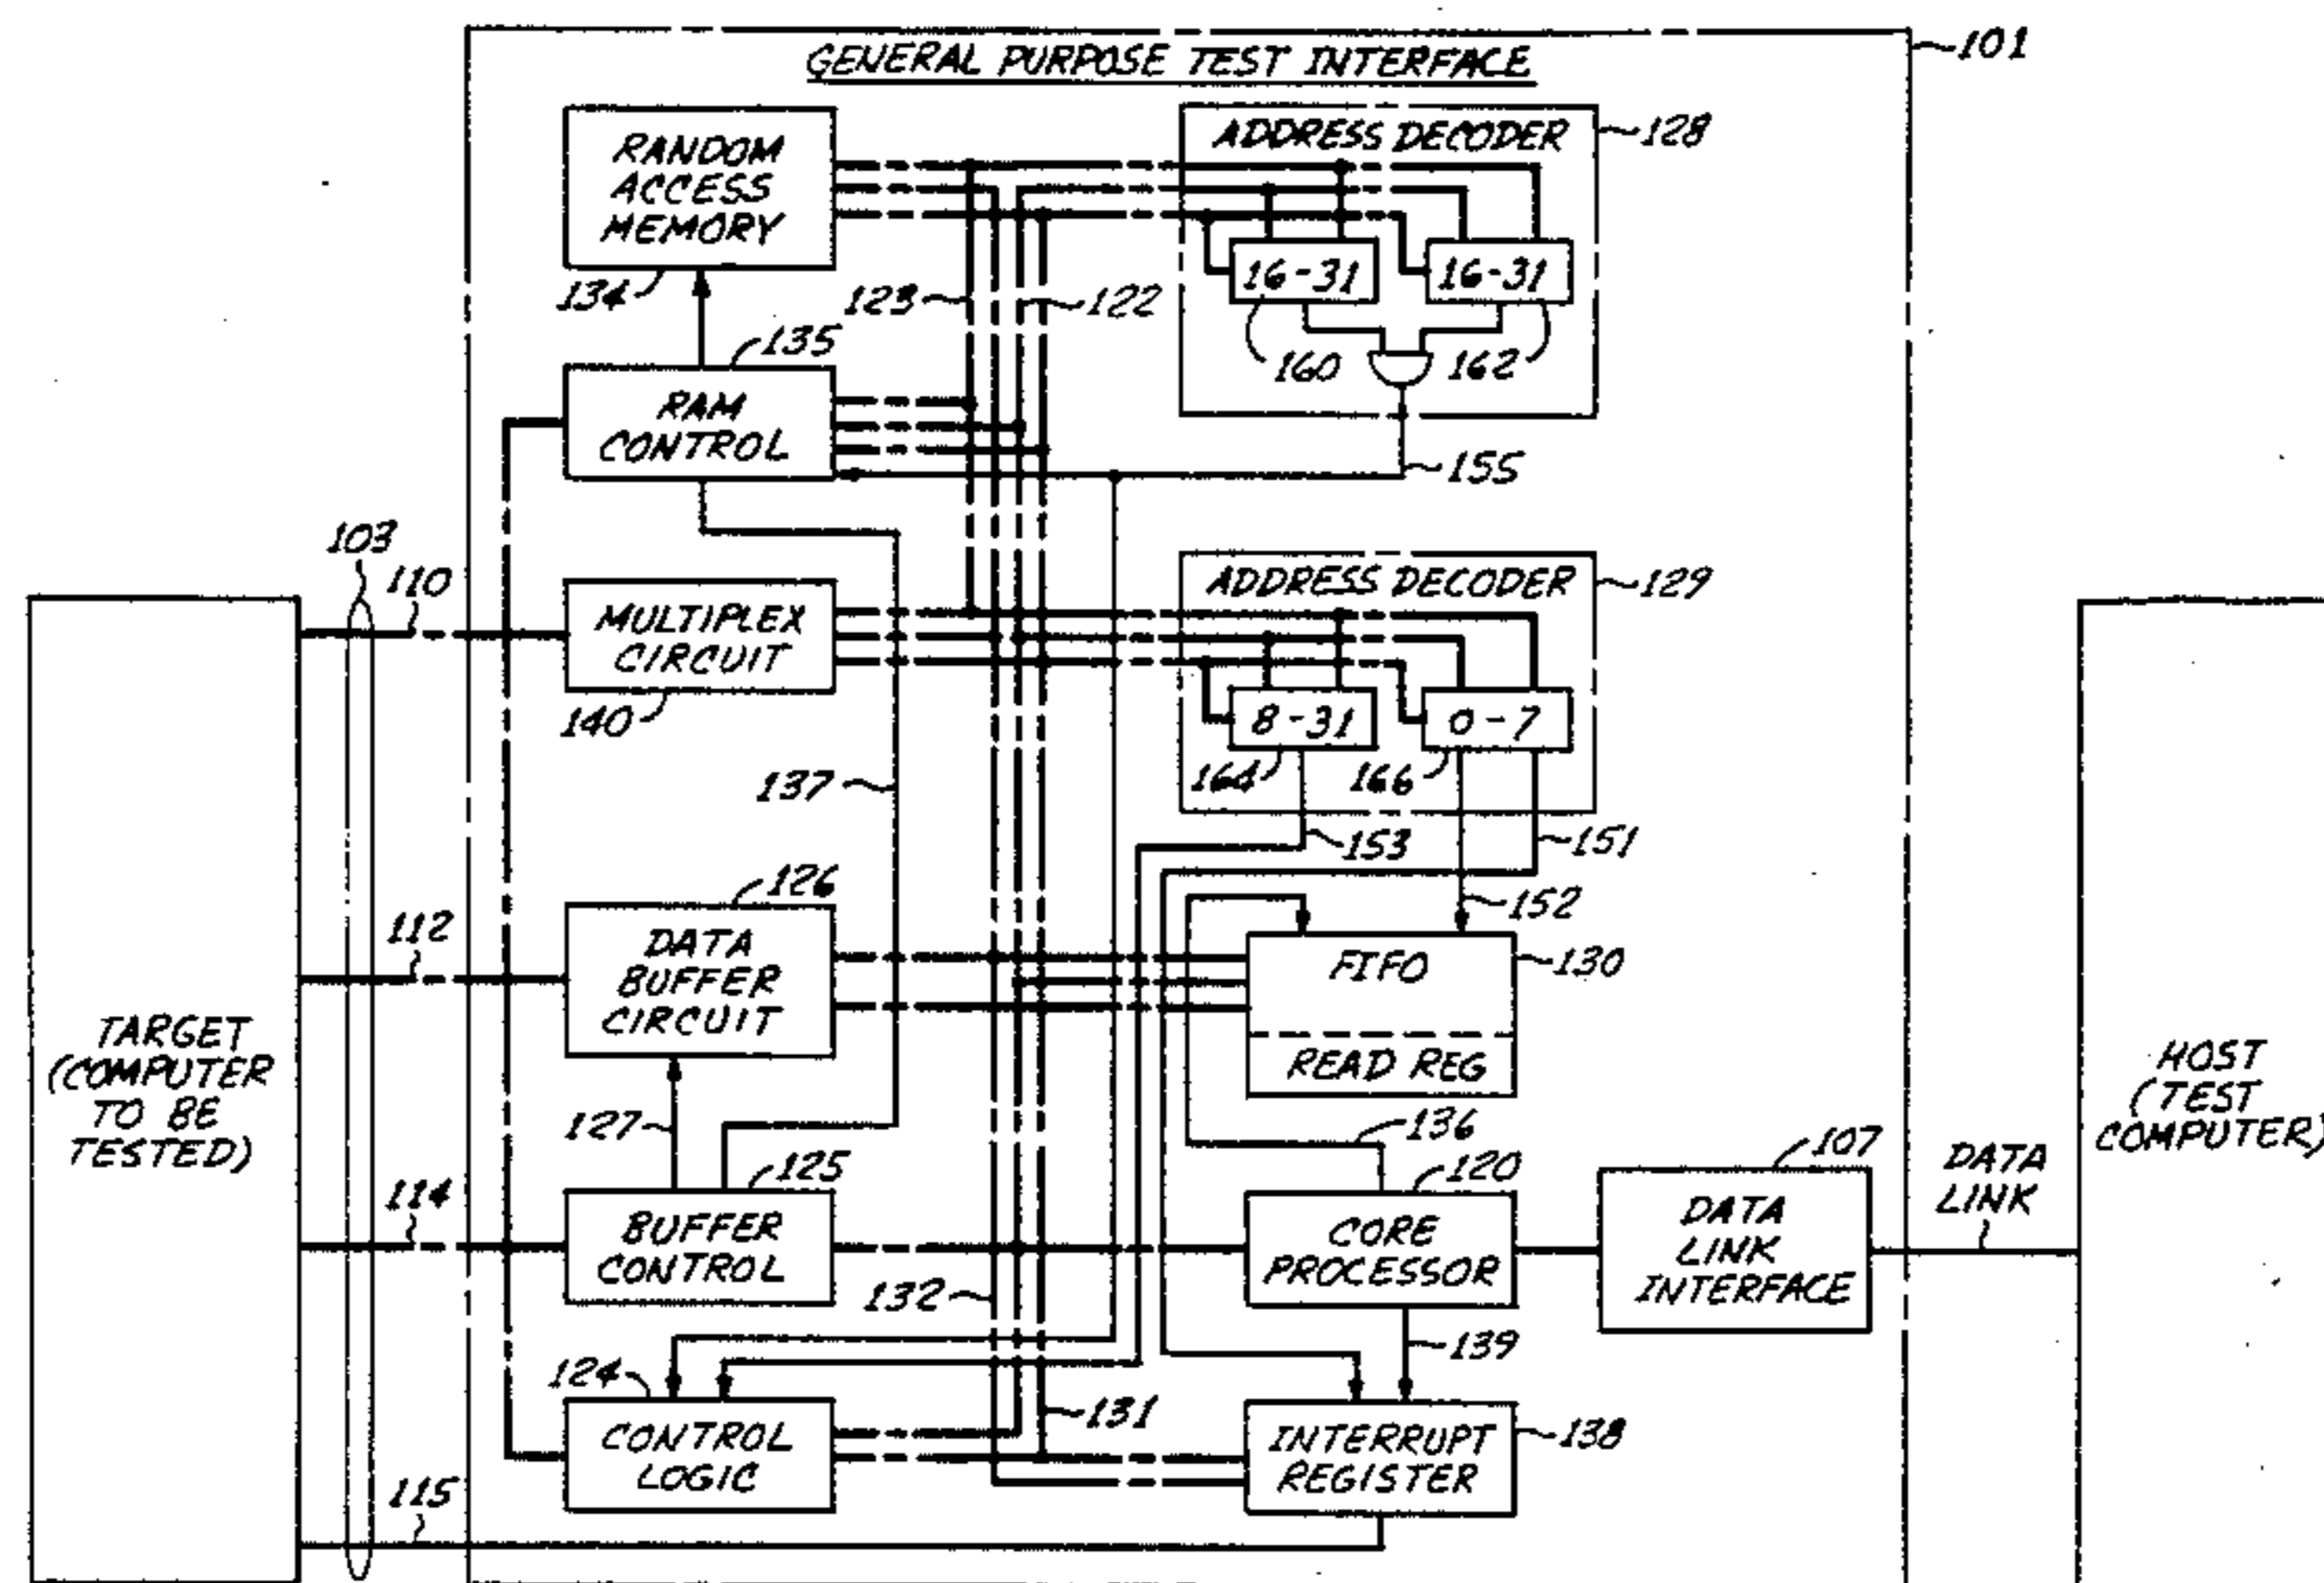 GENERAL PURPOSE TEST INTERFACE
101
RANDOM
ACCESS
MEMORY
134
ADDRESS DECODER
128
16-31
16-31
160
162
123
122
135
RAM
CONTROL
155
103
110
MULTIPLEX
CIRCUIT
140
ADDRESS DECODER
129
8-31
0-7
164
166
137
153
151
152
126
112
DATA
BUFFER
CIRCUIT
FIFO
READ REG
130
TARGET
(COMPUTER
TO BE
TESTED)
HOST
(TEST
COMPUTER)
127
136
125
120
107
DATA
LINK
114
BUFFER
CONTROL
132
CORE
PROCESSOR
DATA
LINK
INTERFACE
139
124
CONTROL
LOGIC
131
INTERRUPT
REGISTER
138
115